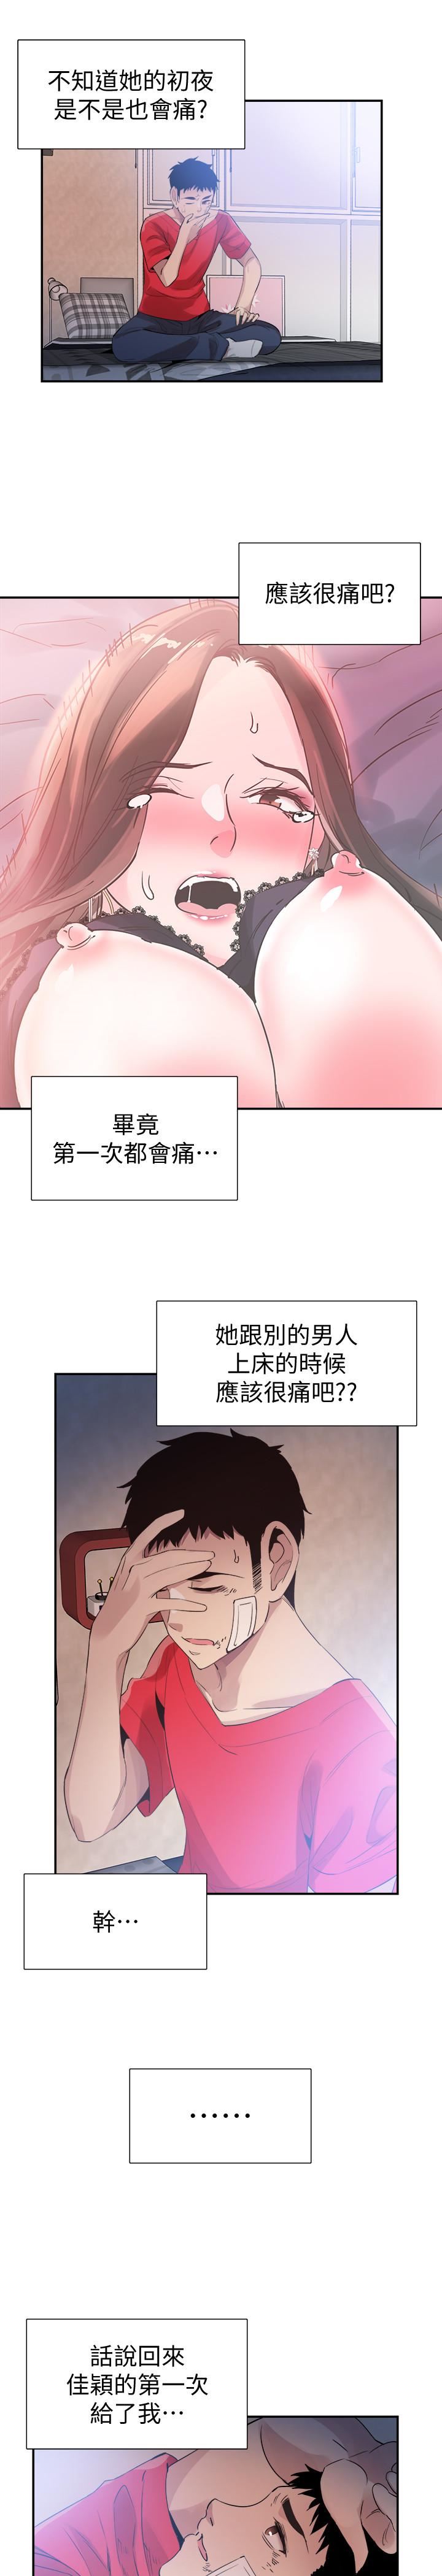 不知道她的初夜
是不是也會痛?
應該很痛吧?
畢竟
第一次都會痛⋯
她跟別的男人
上床的時候
應該很痛吧??
幹⋯
⋯⋯
話說回來
佳穎的第一次
給了我⋯